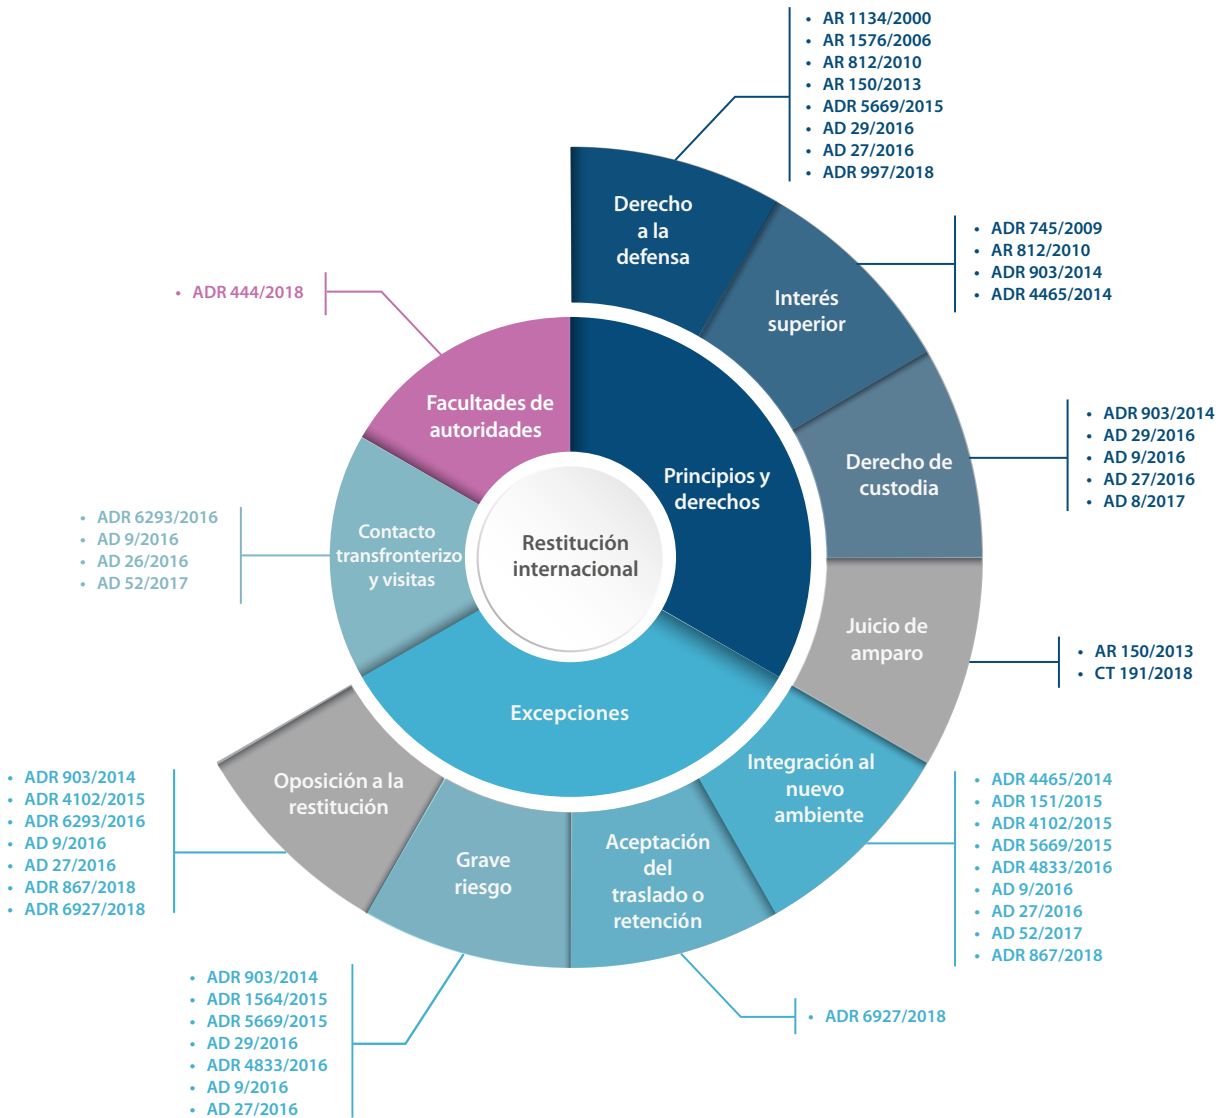 • AR 1134/2000
• AR 1576/2006
• AR 812/2010
• AR 150/2013
• ADR 5669/2015
• AD 29/2016
• AD 27/2016
• ADR 997/2018
Derecho
a la
defensa
• ADR 745/2009
• AR 812/2010
• ADR 903/2014
• ADR 4465/2014
Interés
superior
• ADR 444/2018
Facultades de
autoridades
Principios y
derechos
Derecho de
custodia
• ADR 903/2014
• AD 29/2016
• AD 9/2016
• AD 27/2016
• AD 8/2017
• ADR 6293/2016
• AD 9/2016
• AD 26/2016
• AD 52/2017
Contacto
transfronterizo
y visitas
Restitución
internacional
Juicio de
amparo
• AR 150/2013
• CT 191/2018
Excepciones
Integración al
nuevo
ambiente
• ADR 4465/2014
• ADR 151/2015
• ADR 4102/2015
• ADR 5669/2015
• ADR 4833/2016
• AD 9/2016
• AD 27/2016
• AD 52/2017
• ADR 867/2018
Oposición a la
restitución
• ADR 903/2014
• ADR 4102/2015
• ADR 6293/2016
• AD 9/2016
• AD 27/2016
• ADR 867/2018
• ADR 6927/2018
Grave
riesgo
Aceptación
del
traslado o
retención
• ADR 903/2014
• ADR 1564/2015
• ADR 5669/2015
• AD 29/2016
• ADR 4833/2016
• AD 9/2016
• AD 27/2016
• ADR 6927/2018